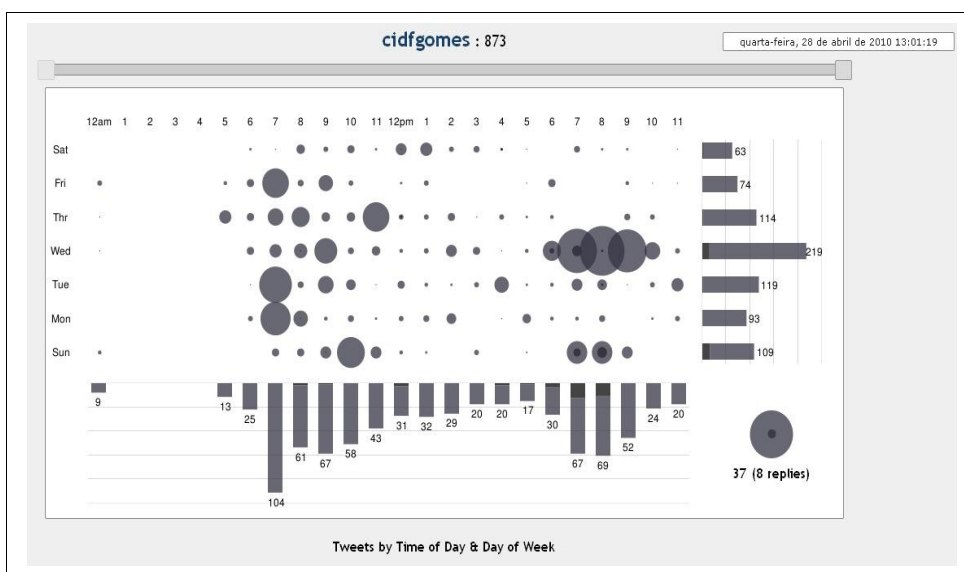 cidfgomes : 873
quarta-feira, 28 de abril de 2010 13:01:19
12am 1 2 3 4 5 6 7 8 9 10 11 12pm 1 2 3 4 5 6 7 8 9 10 11
Sat 63
Fri 74
Thr 114
Wed 219
Tue 119
Mon 93
Sun 109
9 13 25 104 61 67 58 43 31 32 29 20 20 17 30 67 69 52 24 20
37 (8 replies)
Tweets by Time of Day & Day of Week